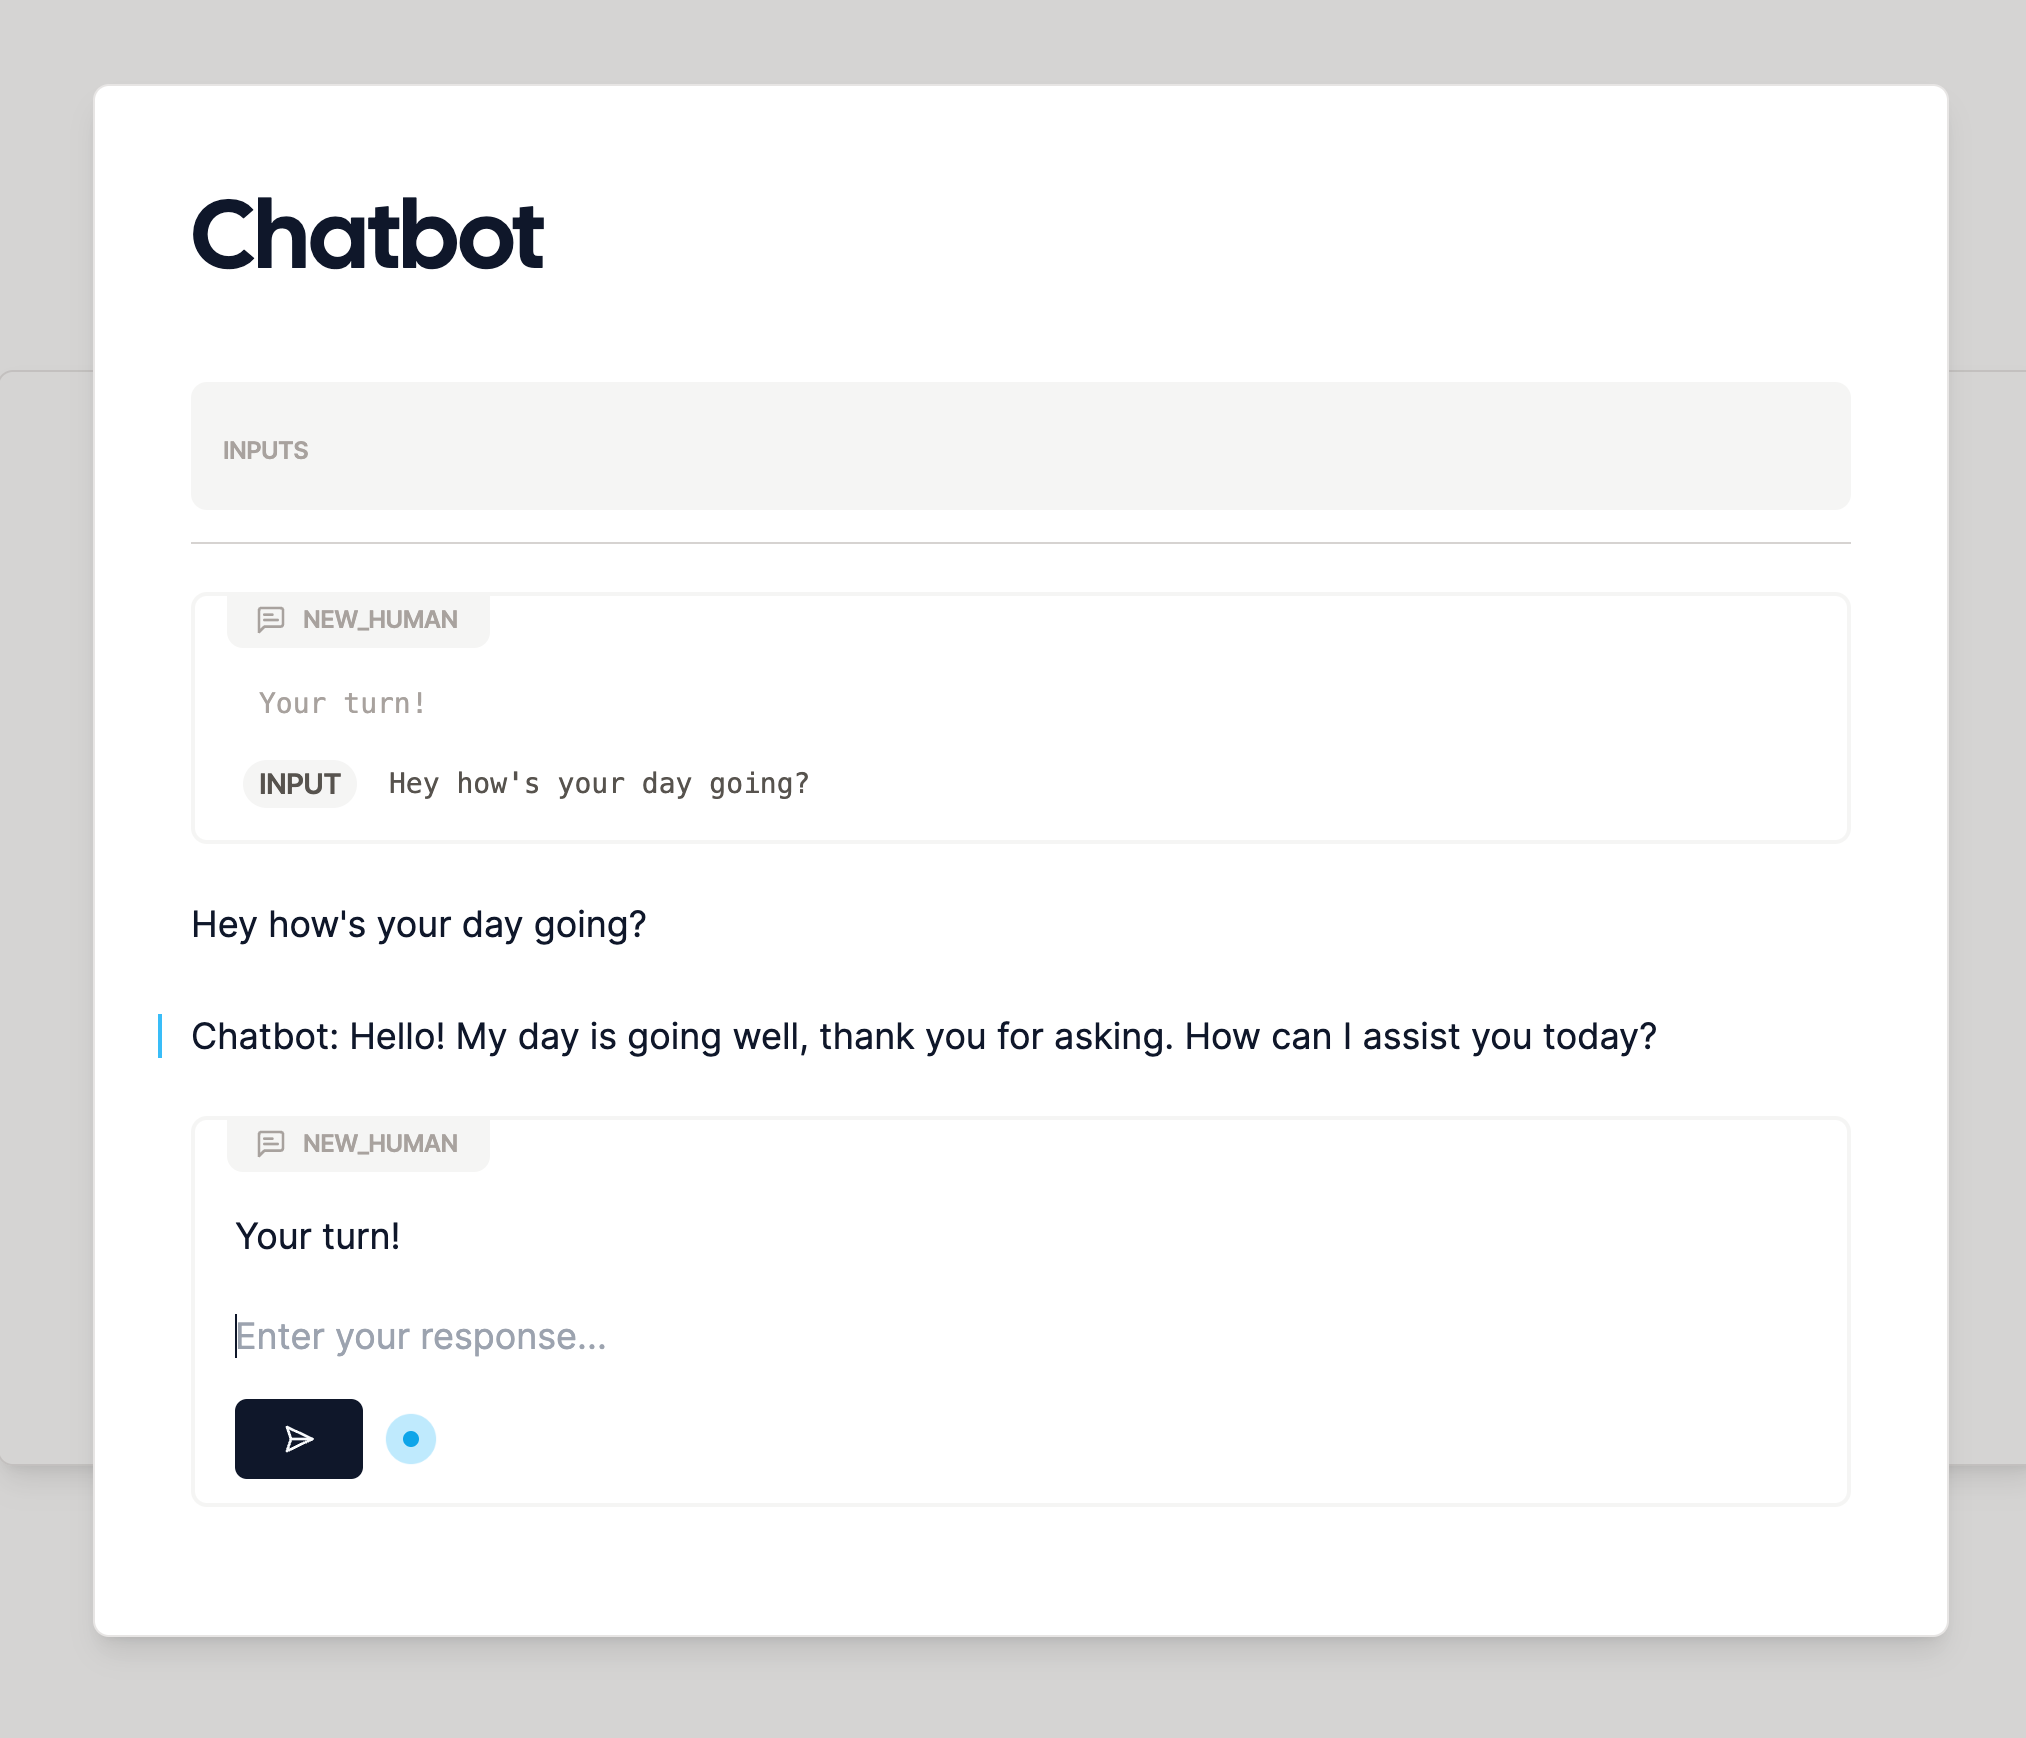 Chatbot
INPUTS
NEW_HUMAN
Your turn!
INPUT Hey how's your day going?
Hey how's your day going?
Chatbot: Hello! My day is going well, thank you for asking. How can I assist you today?
NEW_HUMAN
Your turn!
Enter your response...